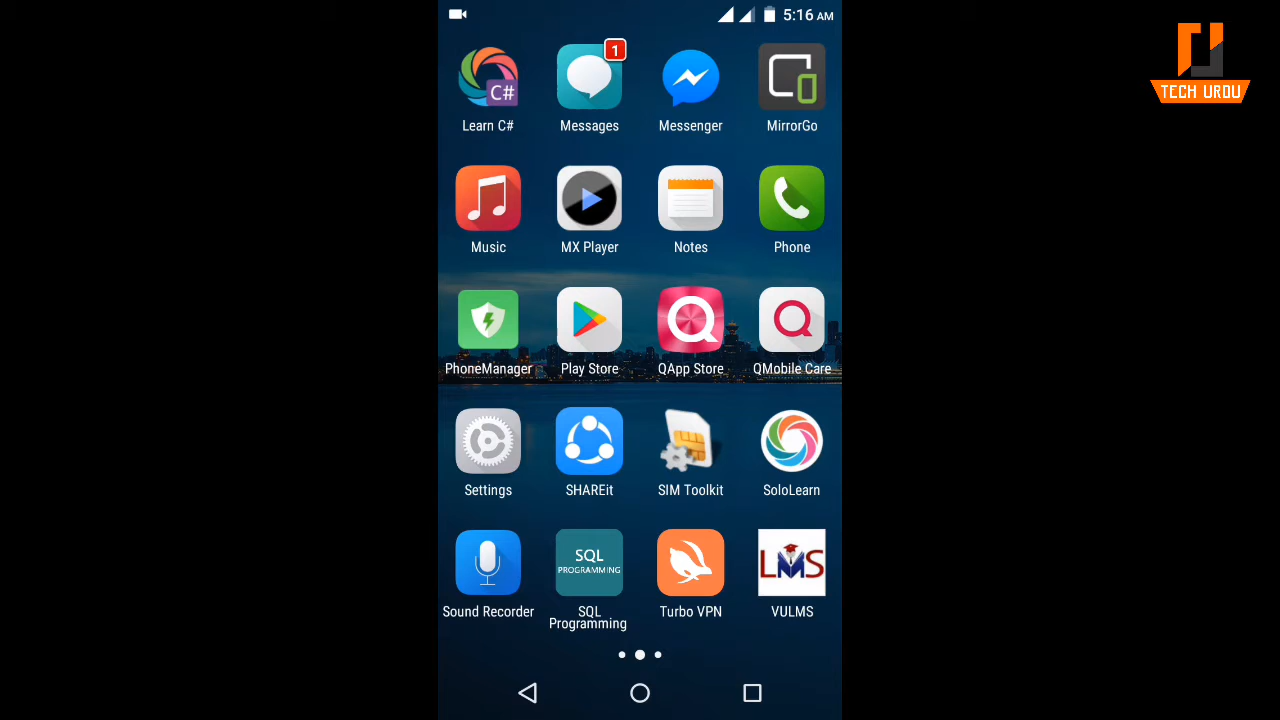 5:16 AM
TECH URDU
1
C#
Learn C#
Messages
Messenger
MirrorGo
Music
MX Player
Notes
Phone
PhoneManager
Play Store
QApp Store
QMobile Care
Settings
SHAREit
SIM Toolkit
SoloLearn
SQL
PROGRAMMING
LMS
Sound Recorder
SQL
Programming
Turbo VPN
VULMS